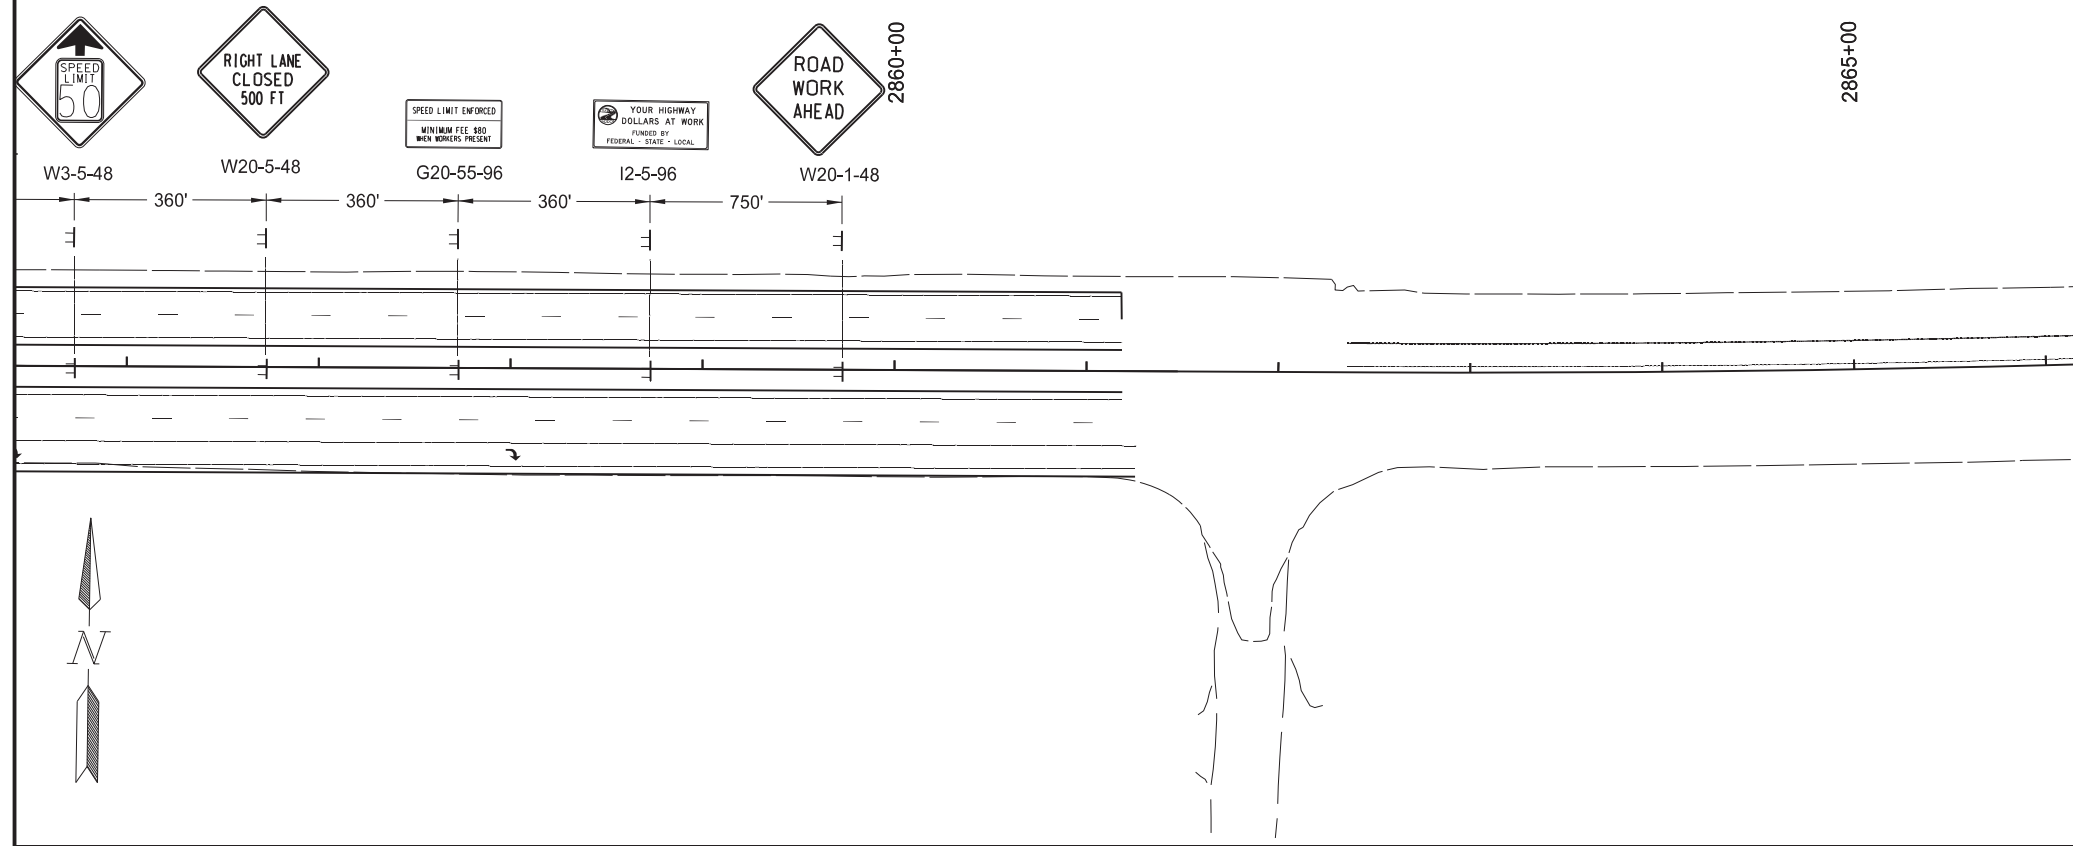 SPEED
LIMIT
50
W3-5-48
RIGHT LANE
CLOSED
500 FT
W20-5-48
SPEED LIMIT ENFORCED
MINIMUM FEE $80
WHEN WORKERS PRESENT
G20-55-96
YOUR HIGHWAY
DOLLARS AT WORK
FUNDED BY
FEDERAL - STATE - LOCAL
I2-5-96
ROAD
WORK
AHEAD
W20-1-48
2860+00
2865+00
360'
360'
360'
750'
N